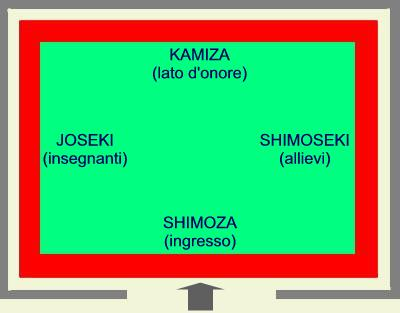 KAMIZA
(lato d'onore)
JOSEKI
(insegnanti)
SHIMOSEKI
(allievi)
SHIMOZA
(ingresso)